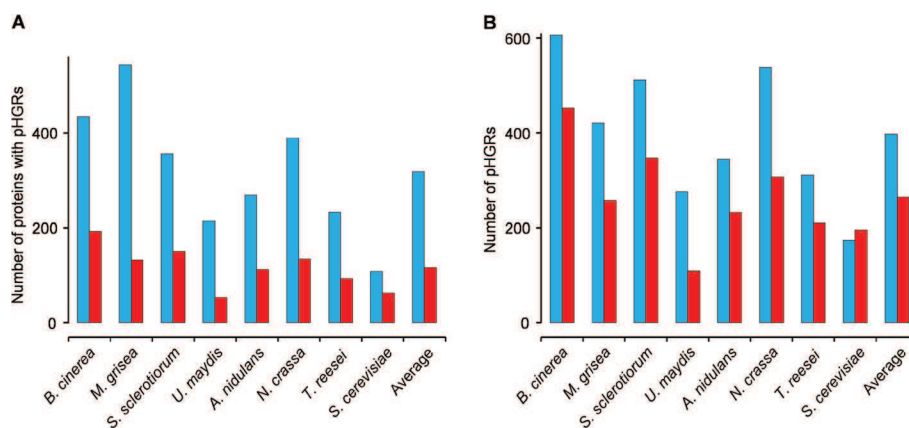 A
Number of proteins with pHGRs
400
200
0
B. cinerea
M. grisea
S. sclerotiorum
U. maydis
A. nidulans
N. crassa
T. reesei
S. cerevisiae
Average
B
Number of pHGRs
600
400
200
0
B. cinerea
M. grisea
S. sclerotiorum
U. maydis
A. nidulans
N. crassa
T. reesei
S. cerevisiae
Average